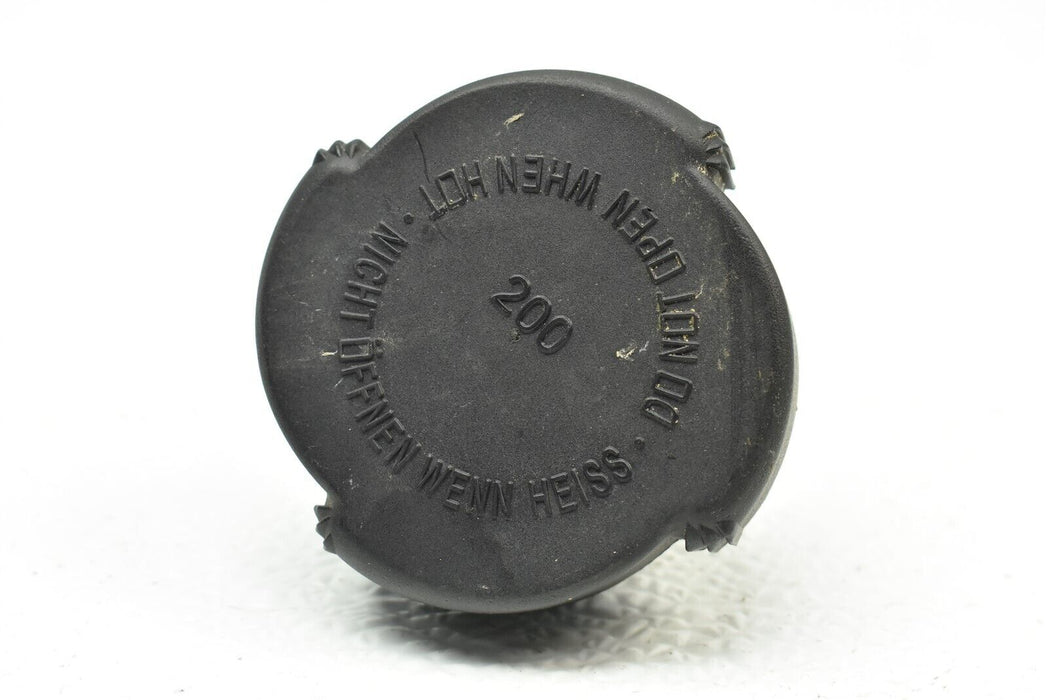 NICHT ÖFFNEN WENN HEISS · DO NOT OPEN WHEN HOT ·
200